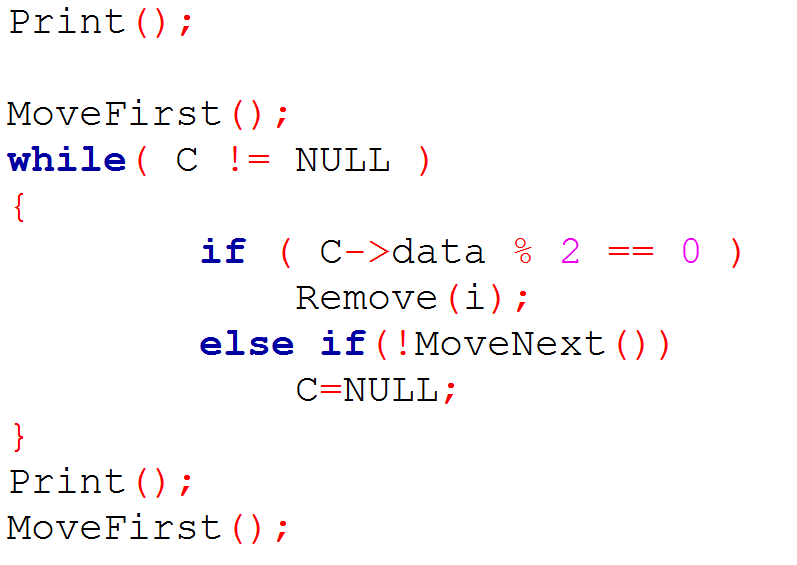 Print();
MoveFirst();
while( C != NULL )
{
if ( C->data % 2 == 0 )
Remove(i);
else if(!MoveNext())
C=NULL;
}
Print();
MoveFirst();